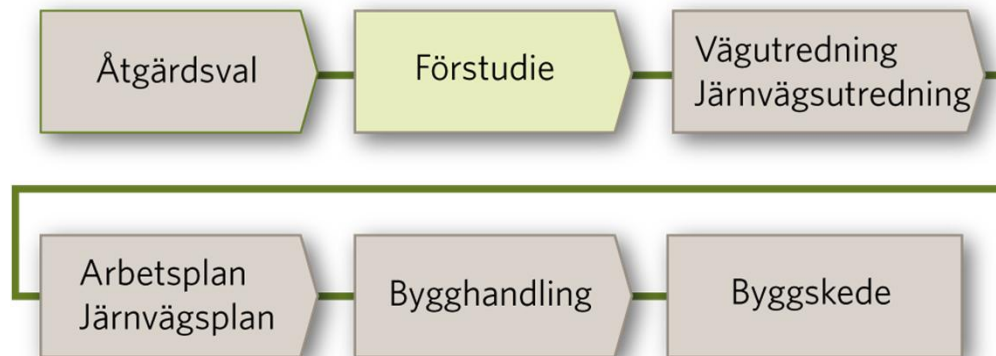 Åtgärdsval
Förstudie
Vägutredning
Järnvägsutredning
Arbetsplan
Järnvägsplan
Bygghandling
Byggskede